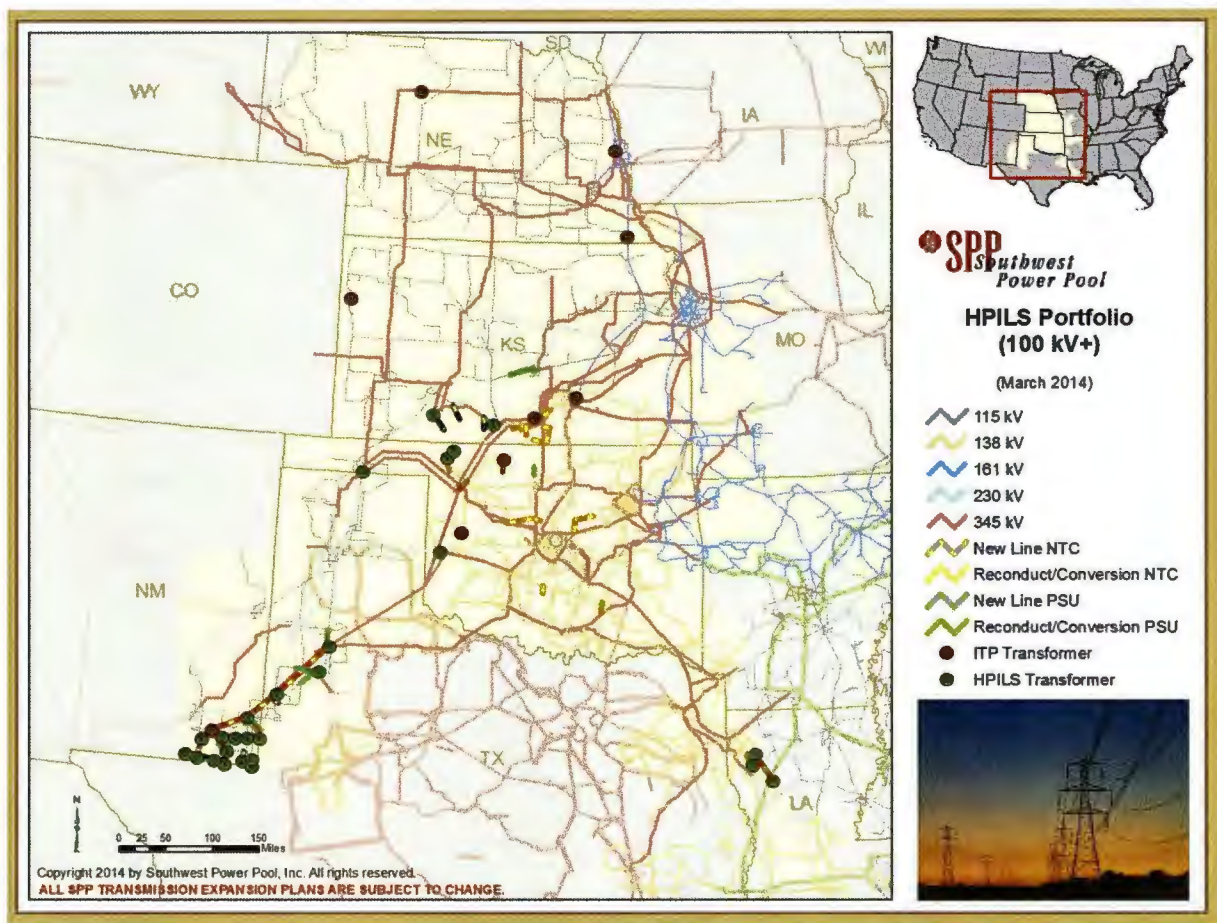 WY
SD
WI
NE
IA
IL
CO
KS
MO
NM
OK
AR
TX
LA
N
0 25 50 100 150
Miles
Copyright 2014 by Southwest Power Pool, Inc. All rights reserved.
ALL SPP TRANSMISSION EXPANSION PLANS ARE SUBJECT TO CHANGE.
SPP
Southwest
Power Pool
HPILS Portfolio
(100 kV+)
(March 2014)
115 kV
138 kV
161 kV
230 kV
345 kV
New Line NTC
Reconduct/Conversion NTC
New Line PSU
Reconduct/Conversion PSU
ITP Transformer
HPILS Transformer